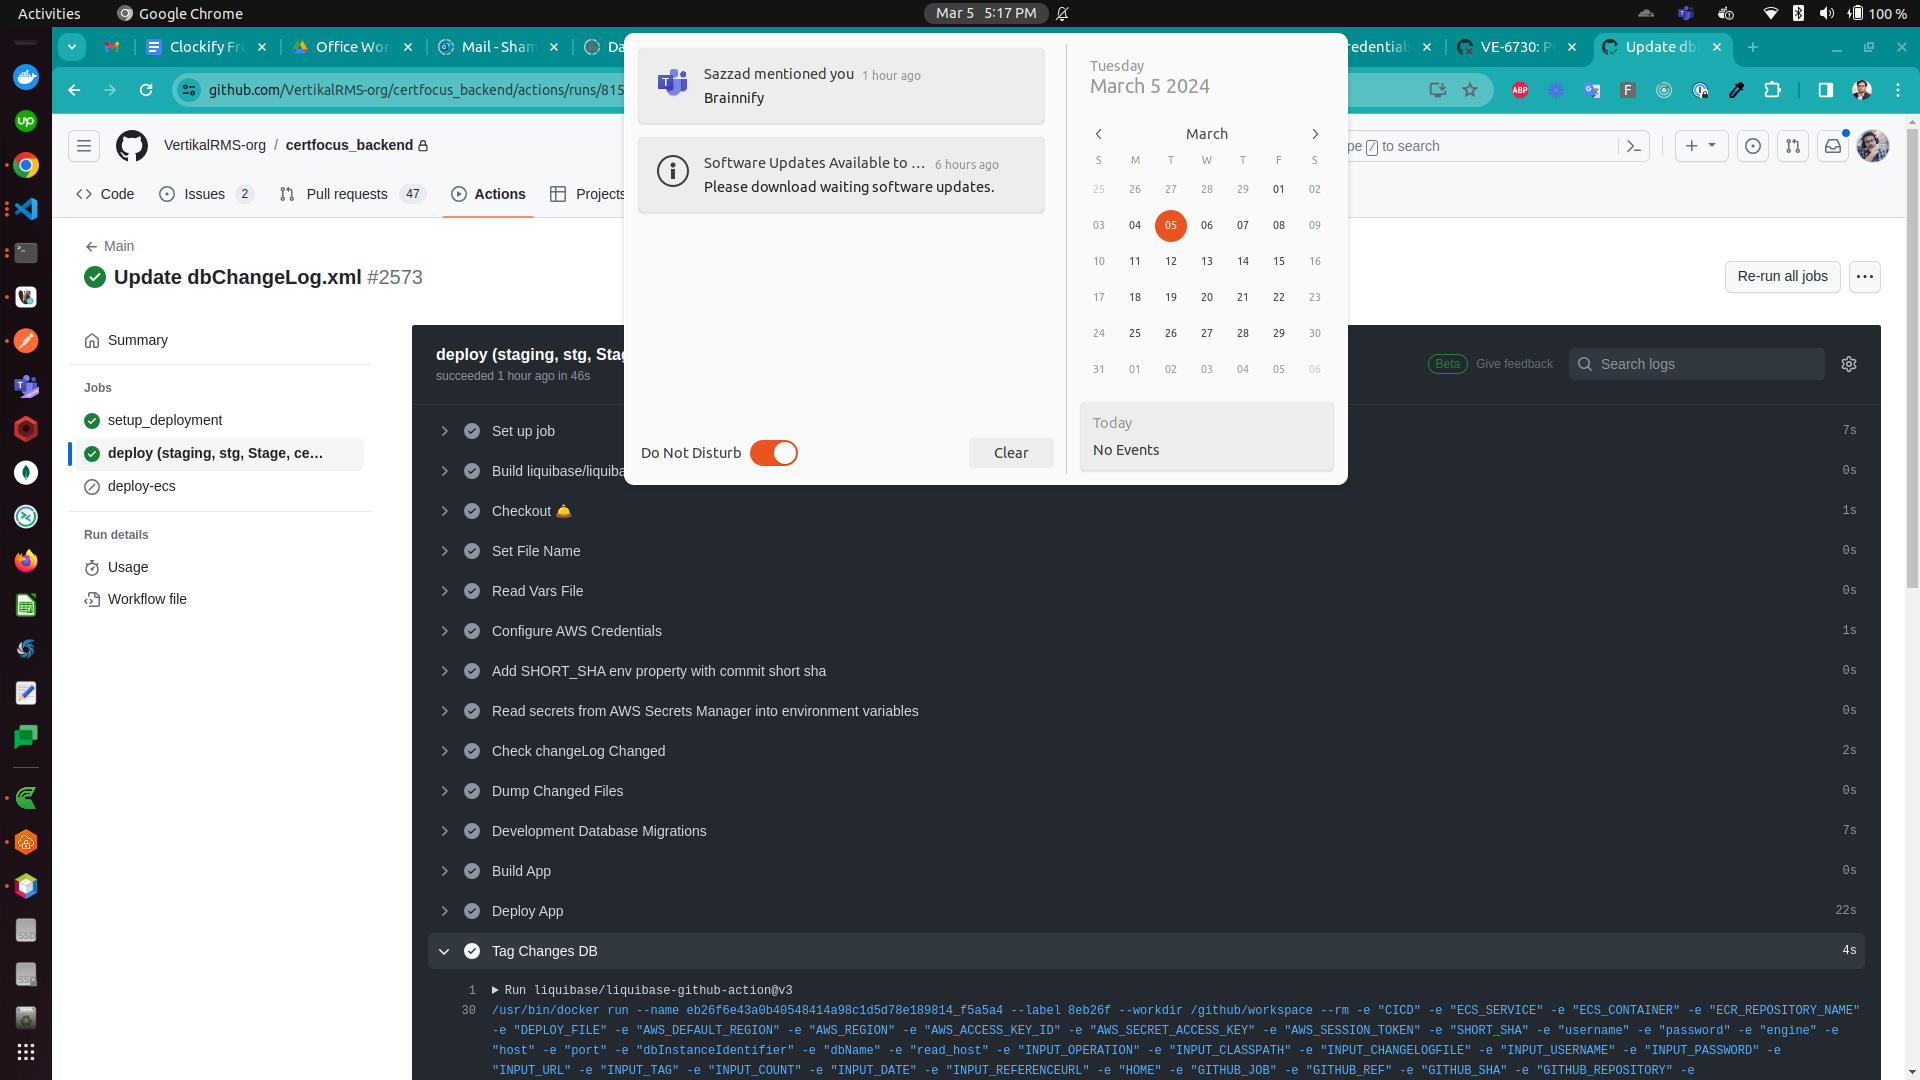 Activities
Google Chrome
Mar 5 5:17 PM
100 %
Clockify Fr
Office Wor
Mail - Sham
Da
redentials
VE-6730: P
Update db
github.com/VertikalRMS-org/certfocus_backend/actions/runs/815
ABP
F
VertikalRMS-org / certfocus_backend
pe / to search
Code
Issues 2
Pull requests 47
Actions
Projects
Main
Update dbChangeLog.xml #2573
Re-run all jobs
Summary
Jobs
setup_deployment
deploy (staging, stg, Stage, ce...
deploy-ecs
Run details
Usage
Workflow file
Sazzad mentioned you 1 hour ago
Brainnify
Software Updates Available to ... 6 hours ago
Please download waiting software updates.
Do Not Disturb
Clear
Tuesday
March 5 2024
March
S M T W T F S
25 26 27 28 29 01 02
03 04 05 06 07 08 09
10 11 12 13 14 15 16
17 18 19 20 21 22 23
24 25 26 27 28 29 30
31 01 02 03 04 05 06
Today
No Events
deploy (staging, stg, Stag
succeeded 1 hour ago in 46s
Beta
Give feedback
Search logs
Set up job 7s
Build liquibase/liquiba 0s
Checkout 🛎️ 1s
Set File Name 0s
Read Vars File 0s
Configure AWS Credentials 1s
Add SHORT_SHA env property with commit short sha 0s
Read secrets from AWS Secrets Manager into environment variables 0s
Check changeLog Changed 2s
Dump Changed Files 0s
Development Database Migrations 7s
Build App 0s
Deploy App 22s
Tag Changes DB 4s
1 ▶ Run liquibase/liquibase-github-action@v3
30 /usr/bin/docker run --name eb26f6e43a0b40548414a98c1d5d78e189814_f5a5a4 --label 8eb26f --workdir /github/workspace --rm -e "CICD" -e "ECS_SERVICE" -e "ECS_CONTAINER" -e "ECR_REPOSITORY_NAME"
-e "DEPLOY_FILE" -e "AWS_DEFAULT_REGION" -e "AWS_REGION" -e "AWS_ACCESS_KEY_ID" -e "AWS_SECRET_ACCESS_KEY" -e "AWS_SESSION_TOKEN" -e "SHORT_SHA" -e "username" -e "password" -e "engine" -e
"host" -e "port" -e "dbInstanceIdentifier" -e "dbName" -e "read_host" -e "INPUT_OPERATION" -e "INPUT_CLASSPATH" -e "INPUT_CHANGELOGFILE" -e "INPUT_USERNAME" -e "INPUT_PASSWORD" -e
"INPUT_URL" -e "INPUT_TAG" -e "INPUT_COUNT" -e "INPUT_DATE" -e "INPUT_REFERENCEURL" -e "HOME" -e "GITHUB_JOB" -e "GITHUB_REF" -e "GITHUB_SHA" -e "GITHUB_REPOSITORY" -e